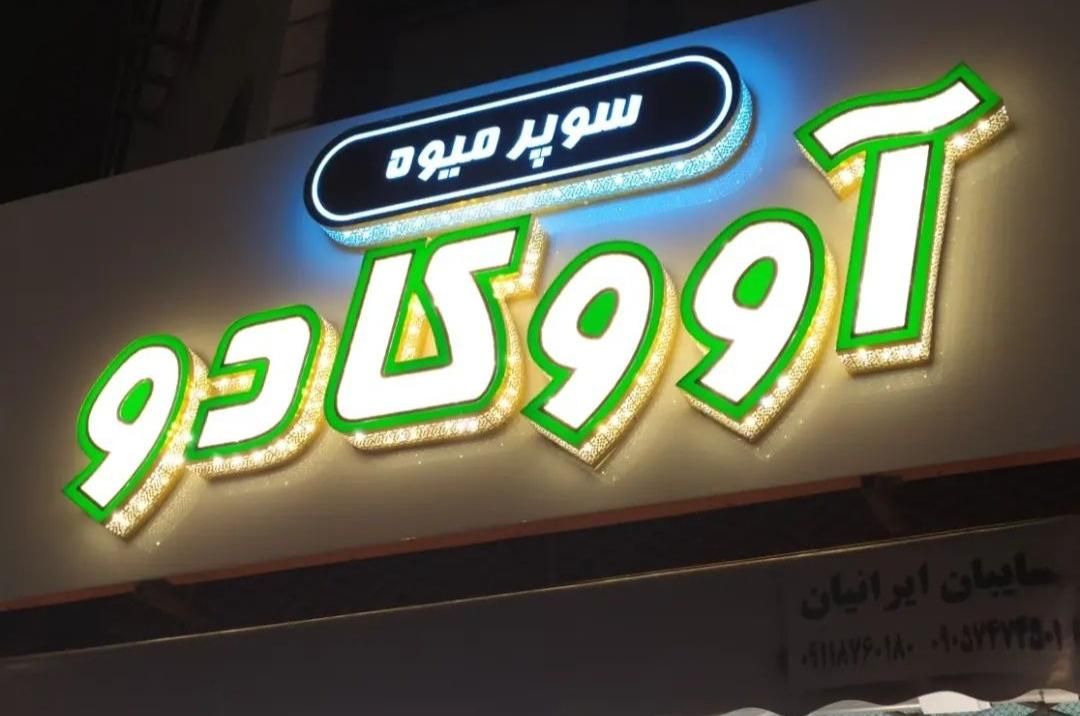 سوپر میوه
آووکادو
سایبان ایرانیان